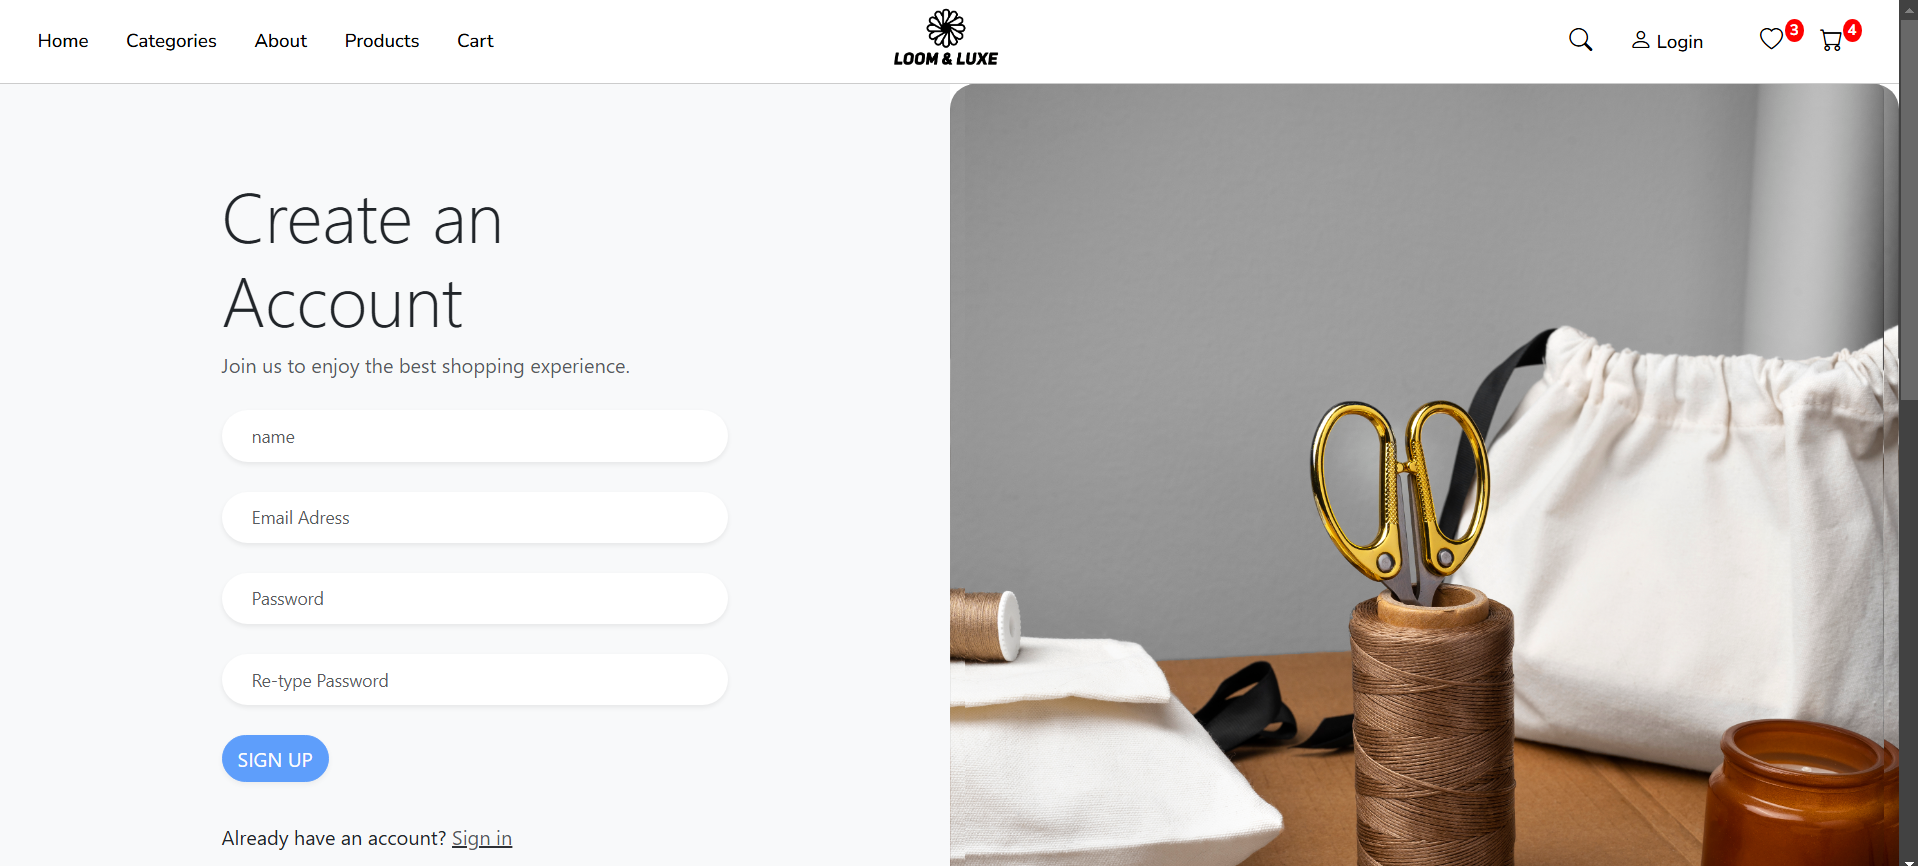 Home Categories About Products Cart
LOOM & LUXE
Login 3 4
Create an
Account
Join us to enjoy the best shopping experience.
name
Email Adress
Password
Re-type Password
SIGN UP
Already have an account? Sign in